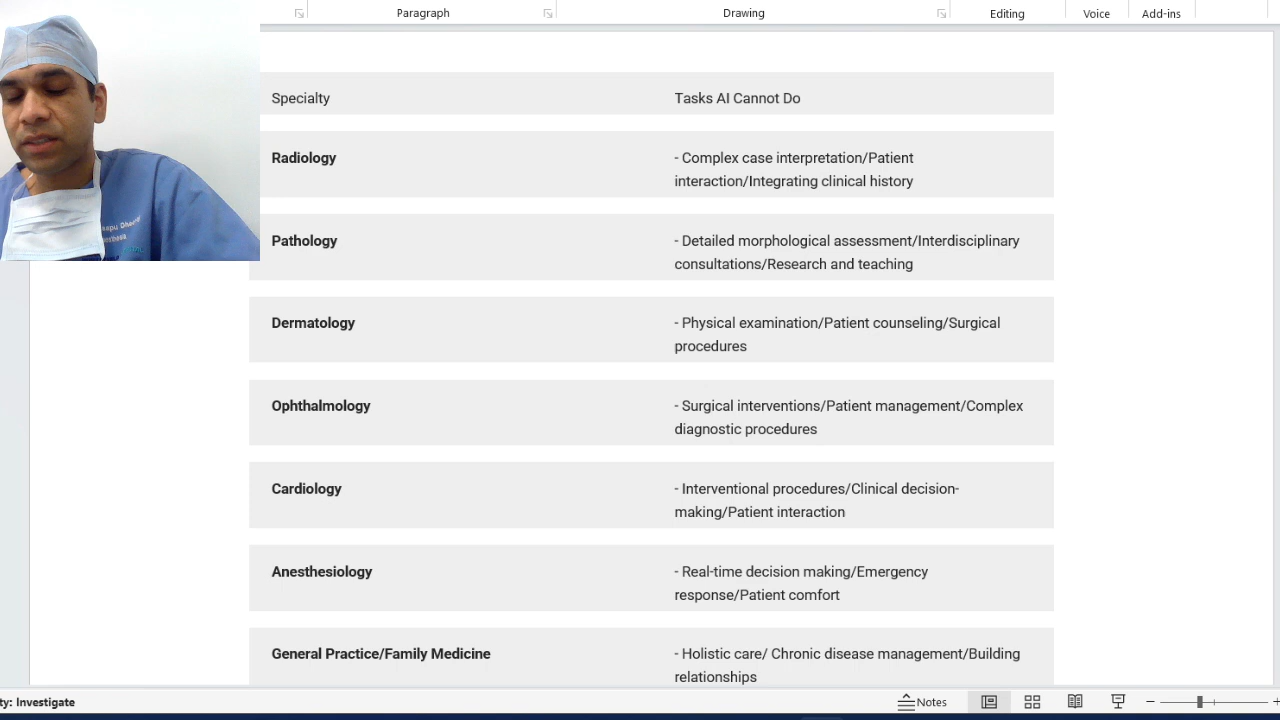 Paragraph
Drawing
Editing
Voice
Add-ins
Specialty
Tasks AI Cannot Do
Radiology
- Complex case interpretation/Patient
interaction/Integrating clinical history
Pathology
- Detailed morphological assessment/Interdisciplinary
consultations/Research and teaching
Dermatology
- Physical examination/Patient counseling/Surgical
procedures
Ophthalmology
- Surgical interventions/Patient management/Complex
diagnostic procedures
Cardiology
- Interventional procedures/Clinical decision-
making/Patient interaction
Anesthesiology
- Real-time decision making/Emergency
response/Patient comfort
General Practice/Family Medicine
- Holistic care/ Chronic disease management/Building
relationships
ty: Investigate
Notes